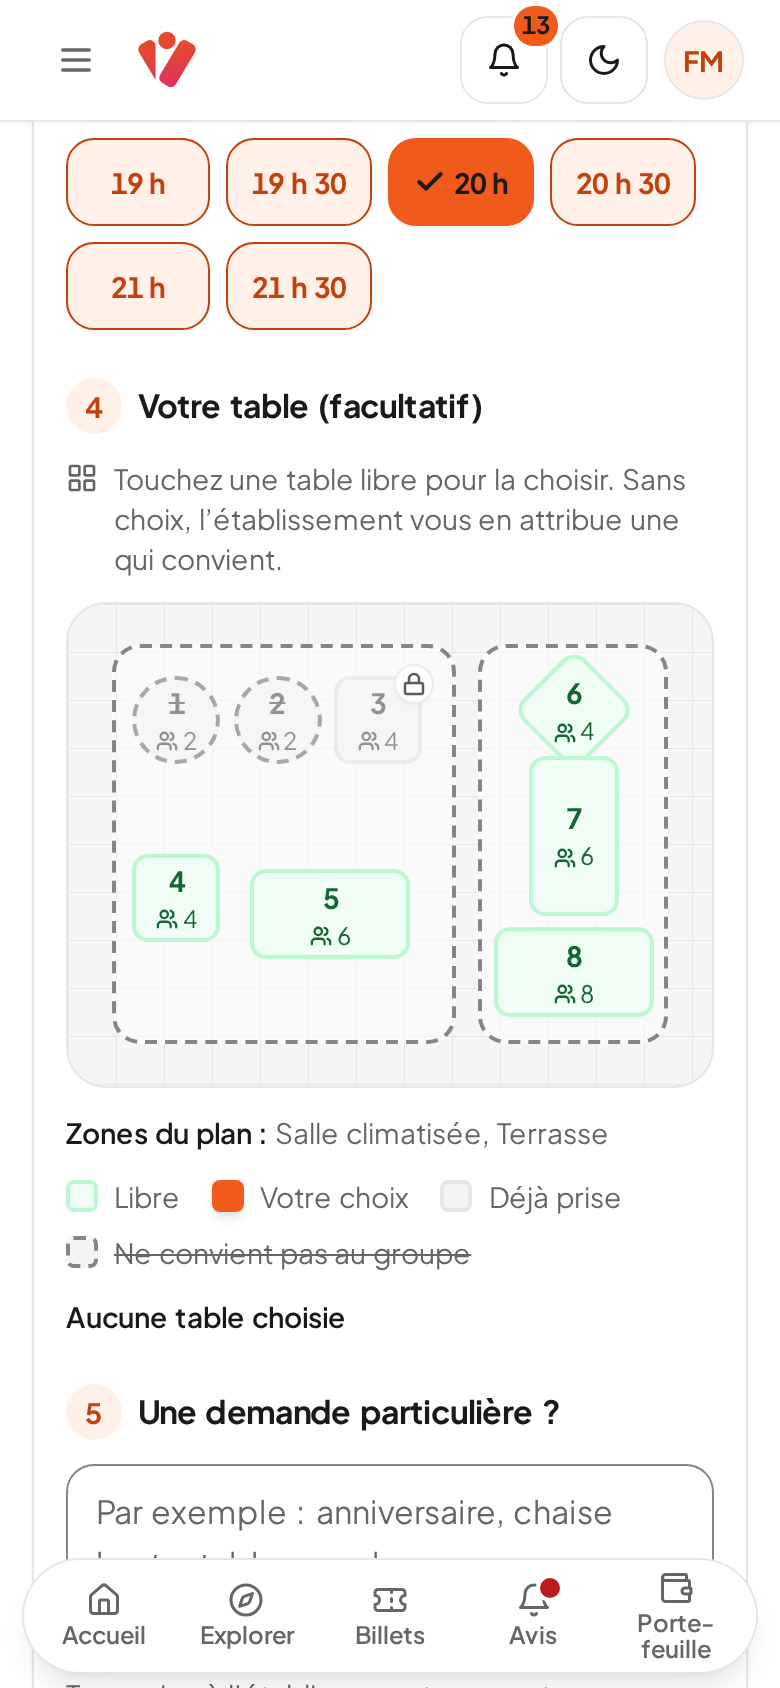 13
FM
19 h
19 h 30
20 h
20 h 30
21 h
21 h 30
4
Votre table (facultatif)
Touchez une table libre pour la choisir. Sans
choix, l’établissement vous en attribue une
qui convient.
1
2
2
2
3
4
6
4
7
6
4
4
5
6
8
8
Zones du plan : Salle climatisée, Terrasse
Libre
Votre choix
Déjà prise
Ne convient pas au groupe
Aucune table choisie
5
Une demande particulière ?
Par exemple : anniversaire, chaise
Accueil
Explorer
Billets
Avis
Porte-
feuille